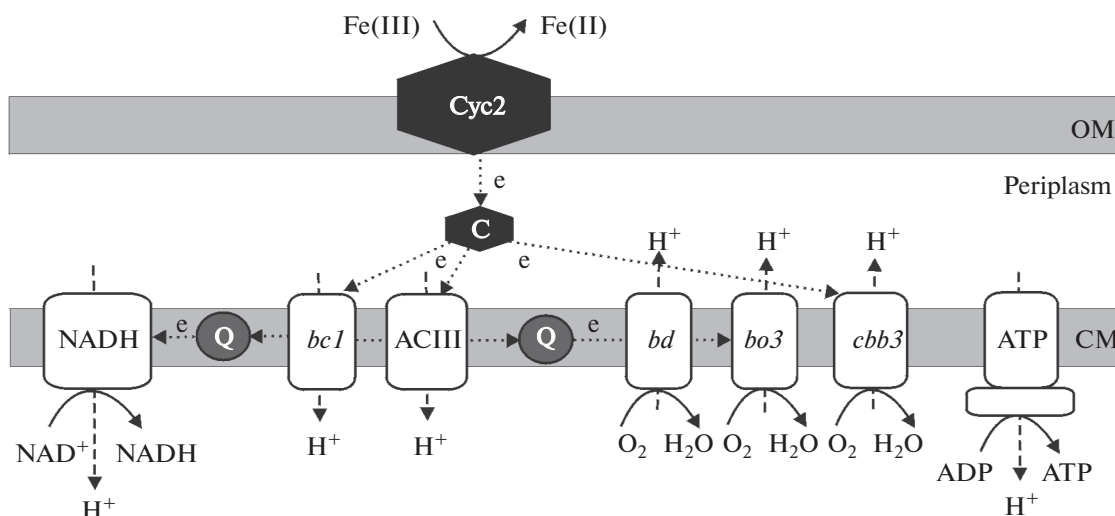 Fe(III) Fe(II)
Cyc2
OM
e
Periplasm
C
H⁺ H⁺ H⁺
e e
NADH e Q bc1 ACIII Q e bd bo3 cbb3 ATP CM
H⁺ H⁺
O₂ H₂O O₂ H₂O O₂ H₂O
NAD⁺ NADH
ADP ATP
H⁺ H⁺